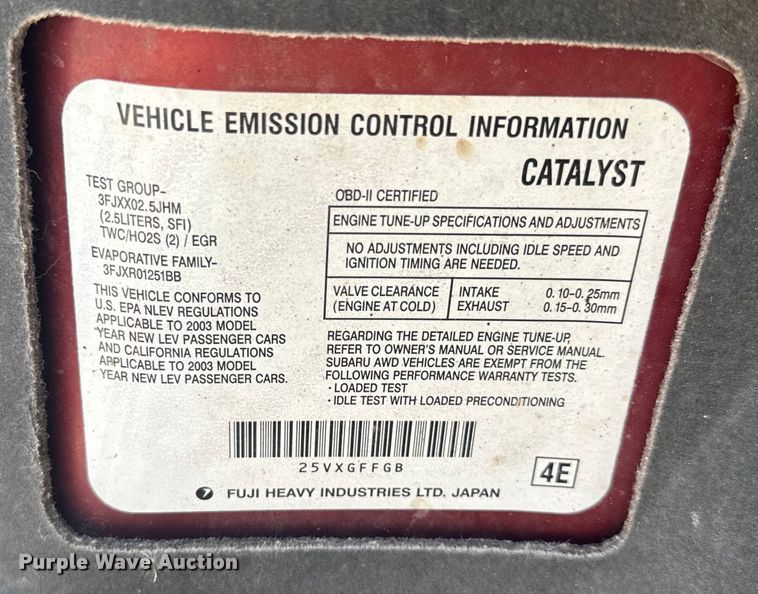 VEHICLE EMISSION CONTROL INFORMATION
CATALYST
TEST GROUP-
3FJXX02.5JHM
(2.5LITERS, SFI)
TWC/HO2S (2) / EGR
EVAPORATIVE FAMILY-
3FJXR01251BB
THIS VEHICLE CONFORMS TO
U.S. EPA NLEV REGULATIONS
APPLICABLE TO 2003 MODEL
YEAR NEW LEV PASSENGER CARS
AND CALIFORNIA REGULATIONS
APPLICABLE TO 2003 MODEL
YEAR NEW LEV PASSENGER CARS.
OBD-II CERTIFIED
ENGINE TUNE-UP SPECIFICATIONS AND ADJUSTMENTS
NO ADJUSTMENTS INCLUDING IDLE SPEED AND
IGNITION TIMING ARE NEEDED.
VALVE CLEARANCE INTAKE 0.10-0.25mm
(ENGINE AT COLD) EXHAUST 0.15-0.30mm
REGARDING THE DETAILED ENGINE TUNE-UP,
REFER TO OWNER'S MANUAL OR SERVICE MANUAL.
SUBARU AWD VEHICLES ARE EXEMPT FROM THE
FOLLOWING PERFORMANCE WARRANTY TESTS.
· LOADED TEST
· IDLE TEST WITH LOADED PRECONDITIONING
25VXGFFGB
4E
FUJI HEAVY INDUSTRIES LTD. JAPAN
Purple Wave Auction